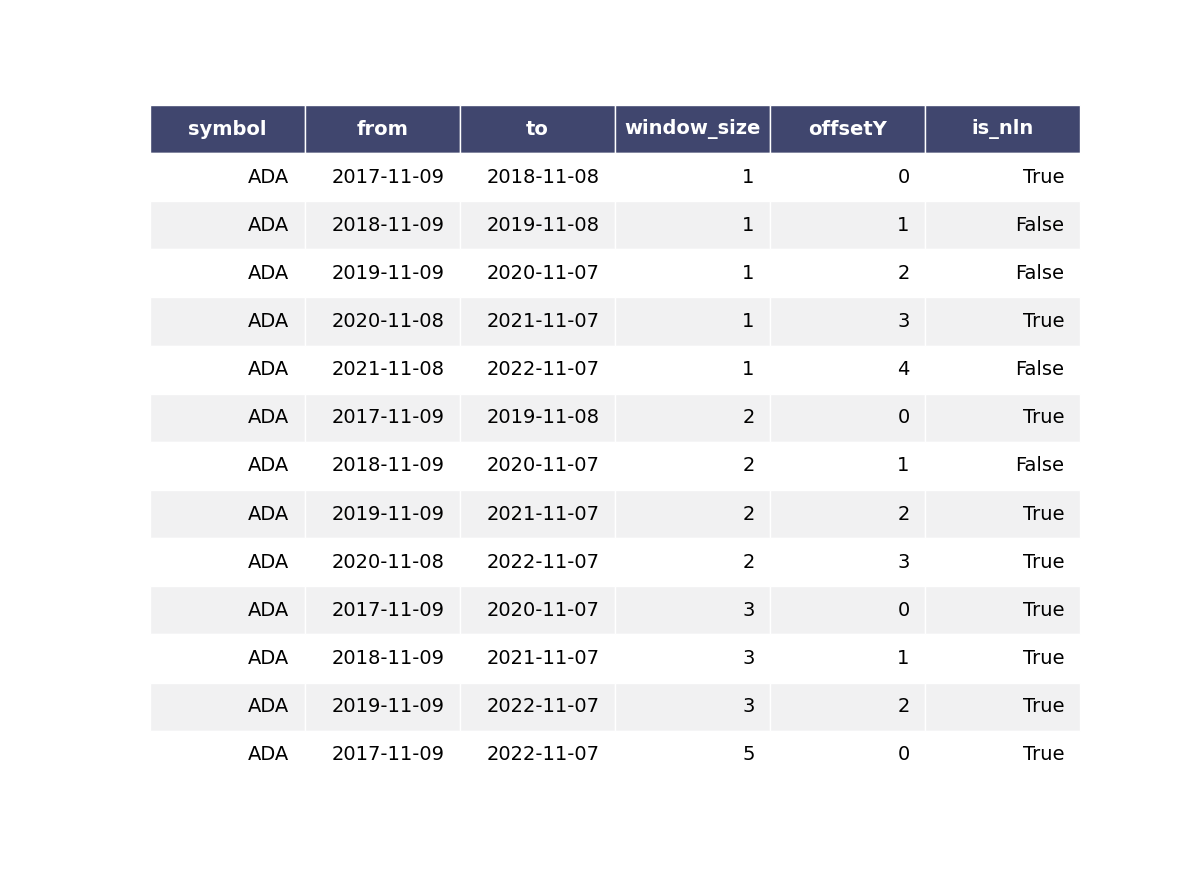 symbol from to window_size offsetY is_nln
ADA 2017-11-09 2018-11-08 1 0 True
ADA 2018-11-09 2019-11-08 1 1 False
ADA 2019-11-09 2020-11-07 1 2 False
ADA 2020-11-08 2021-11-07 1 3 True
ADA 2021-11-08 2022-11-07 1 4 False
ADA 2017-11-09 2019-11-08 2 0 True
ADA 2018-11-09 2020-11-07 2 1 False
ADA 2019-11-09 2021-11-07 2 2 True
ADA 2020-11-08 2022-11-07 2 3 True
ADA 2017-11-09 2020-11-07 3 0 True
ADA 2018-11-09 2021-11-07 3 1 True
ADA 2019-11-09 2022-11-07 3 2 True
ADA 2017-11-09 2022-11-07 5 0 True